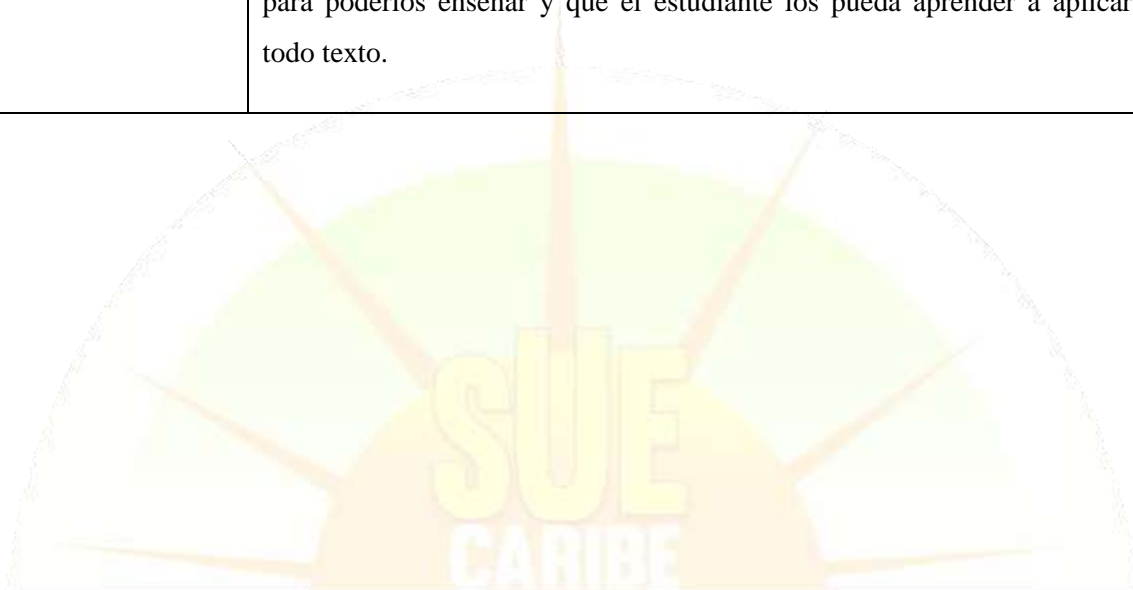 para poderlos enseñar y que el estudiante los pueda aprender a aplicar
todo texto.
SUE
CARIBE